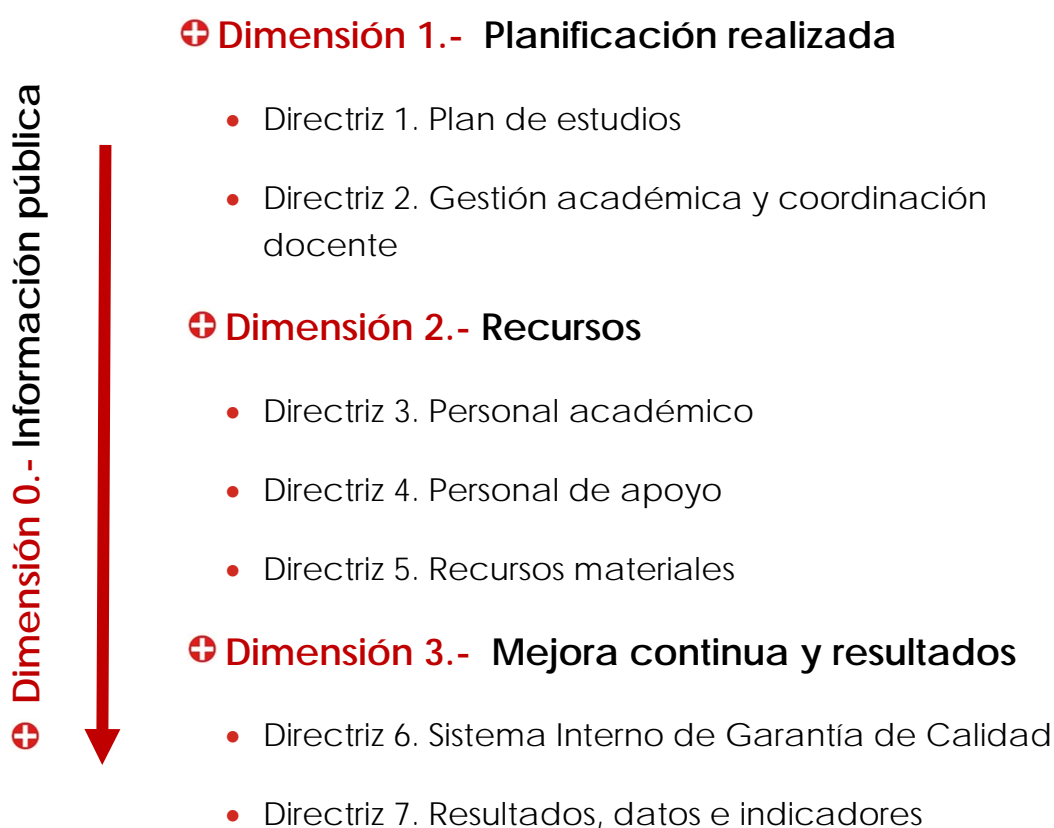 Dimensión 0.- Información pública
Dimensión 1.- Planificación realizada
• Directriz 1. Plan de estudios
• Directriz 2. Gestión académica y coordinación
docente
Dimensión 2.- Recursos
• Directriz 3. Personal académico
• Directriz 4. Personal de apoyo
• Directriz 5. Recursos materiales
Dimensión 3.- Mejora continua y resultados
• Directriz 6. Sistema Interno de Garantía de Calidad
• Directriz 7. Resultados, datos e indicadores